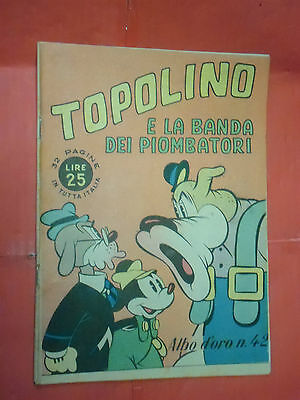 TOPOLINO
E LA BANDA
DEI PIOMBATORI
32 PAGINE
LIRE
25
IN TUTTA ITALIA
Albo d'oro n. 42